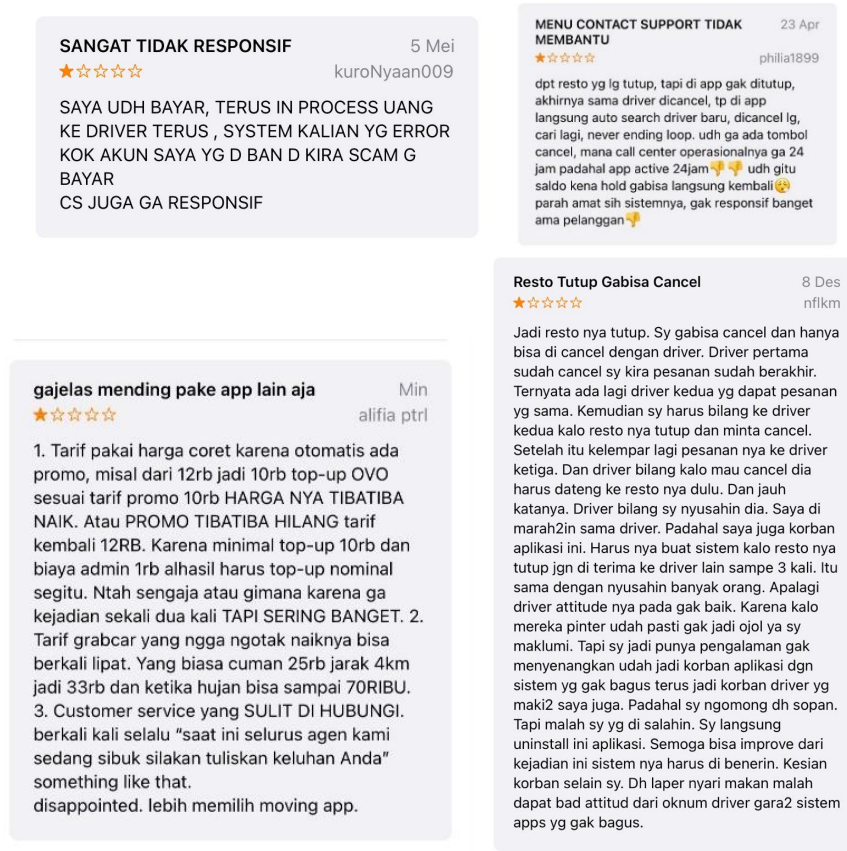 SANGAT TIDAK RESPONSIF
5 Mei
kuroNyaan009
SAYA UDH BAYAR, TERUS IN PROCESS UANG
KE DRIVER TERUS , SYSTEM KALIAN YG ERROR
KOK AKUN SAYA YG D BAN D KIRA SCAM G
BAYAR
CS JUGA GA RESPONSIF
MENU CONTACT SUPPORT TIDAK
MEMBANTU
23 Apr
philia1899
dpt resto yg lg tutup, tapi di app gak ditutup,
akhirnya sama driver dicancel, tp di app
langsung auto search driver baru, dicancel lg,
cari lagi, never ending loop. udh ga ada tombol
cancel, mana call center operasionalnya ga 24
jam padahal app active 24jam👎👎 udh gitu
saldo kena hold gabisa langsung kembali😰
parah amat sih sistemnya, gak responsif banget
ama pelanggan👎
gajelas mending pake app lain aja
Min
alifia ptrl
1. Tarif pakai harga coret karena otomatis ada
promo, misal dari 12rb jadi 10rb top-up OVO
sesuai tarif promo 10rb HARGA NYA TIBATIBA
NAIK. Atau PROMO TIBATIBA HILANG tarif
kembali 12RB. Karena minimal top-up 10rb dan
biaya admin 1rb alhasil harus top-up nominal
segitu. Ntah sengaja atau gimana karena ga
kejadian sekali dua kali TAPI SERING BANGET. 2.
Tarif grabcar yang ngga ngotak naiknya bisa
berkali lipat. Yang biasa cuman 25rb jarak 4km
jadi 33rb dan ketika hujan bisa sampai 70RIBU.
3. Customer service yang SULIT DI HUBUNGI.
berkali kali selalu “saat ini selurus agen kami
sedang sibuk silakan tuliskan keluhan Anda”
something like that.
disappointed. lebih memilih moving app.
Resto Tutup Gabisa Cancel
8 Des
nflkm
Jadi resto nya tutup. Sy gabisa cancel dan hanya
bisa di cancel dengan driver. Driver pertama
sudah cancel sy kira pesanan sudah berakhir.
Ternyata ada lagi driver kedua yg dapat pesanan
yg sama. Kemudian sy harus bilang ke driver
kedua kalo resto nya tutup dan minta cancel.
Setelah itu kelempar lagi pesanan nya ke driver
ketiga. Dan driver bilang kalo mau cancel dia
harus dateng ke resto nya dulu. Dan jauh
katanya. Driver bilang sy nyusahin dia. Saya di
marah2in sama driver. Padahal saya juga korban
aplikasi ini. Harus nya buat sistem kalo resto nya
tutup jgn di terima ke driver lain sampe 3 kali. Itu
sama dengan nyusahin banyak orang. Apalagi
driver attitude nya pada gak baik. Karena kalo
mereka pinter udah pasti gak jadi ojol ya sy
maklumi. Tapi sy jadi punya pengalaman gak
menyenangkan udah jadi korban aplikasi dgn
sistem yg gak bagus terus jadi korban driver yg
maki2 saya juga. Padahal sy ngomong dh sopan.
Tapi malah sy yg di salahin. Sy langsung
uninstall ini aplikasi. Semoga bisa improve dari
kejadian ini sistem nya harus di benerin. Kesian
korban selain sy. Dh laper nyari makan malah
dapat bad attitud dari oknum driver gara2 sistem
apps yg gak bagus.